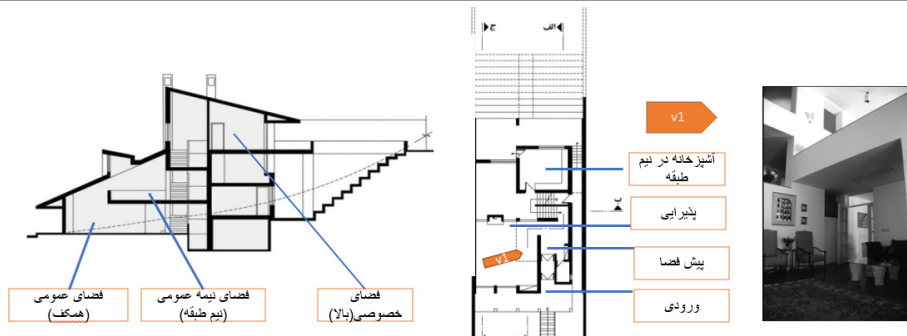 ج
الف
v1
آشپزخانه در نیم
طبقه
پذیرایی
پیش فضا
ورودی
v1
فضای عمومی
(همکف)
فضای نیمه عمومی
(نیم طبقه)
فضای
خصوصی(بالا)